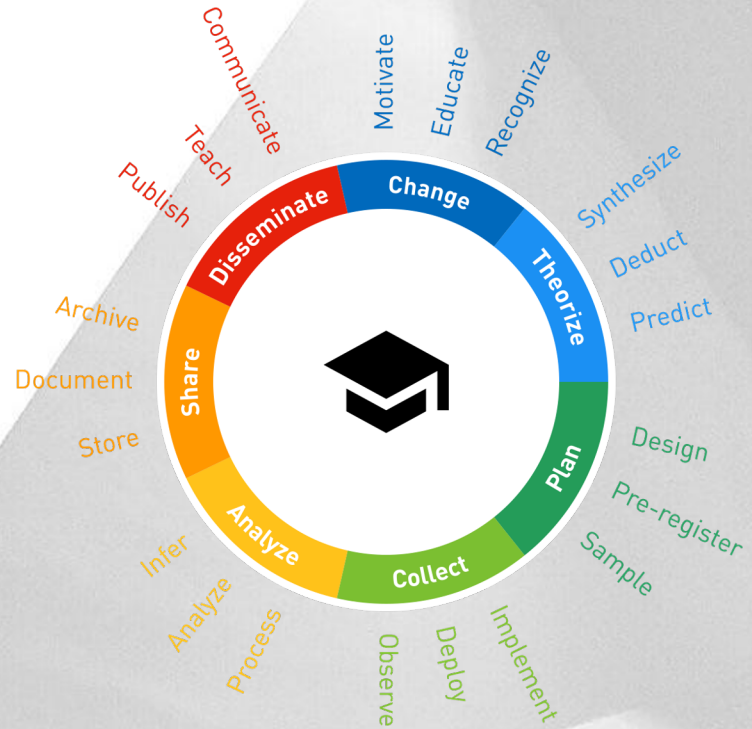 Change
Motivate
Educate
Recognize
Theorize
Synthesize
Deduct
Predict
Plan
Design
Pre-register
Sample
Collect
Implement
Deploy
Observe
Analyze
Process
Analyze
Infer
Share
Store
Document
Archive
Disseminate
Publish
Teach
Communicate